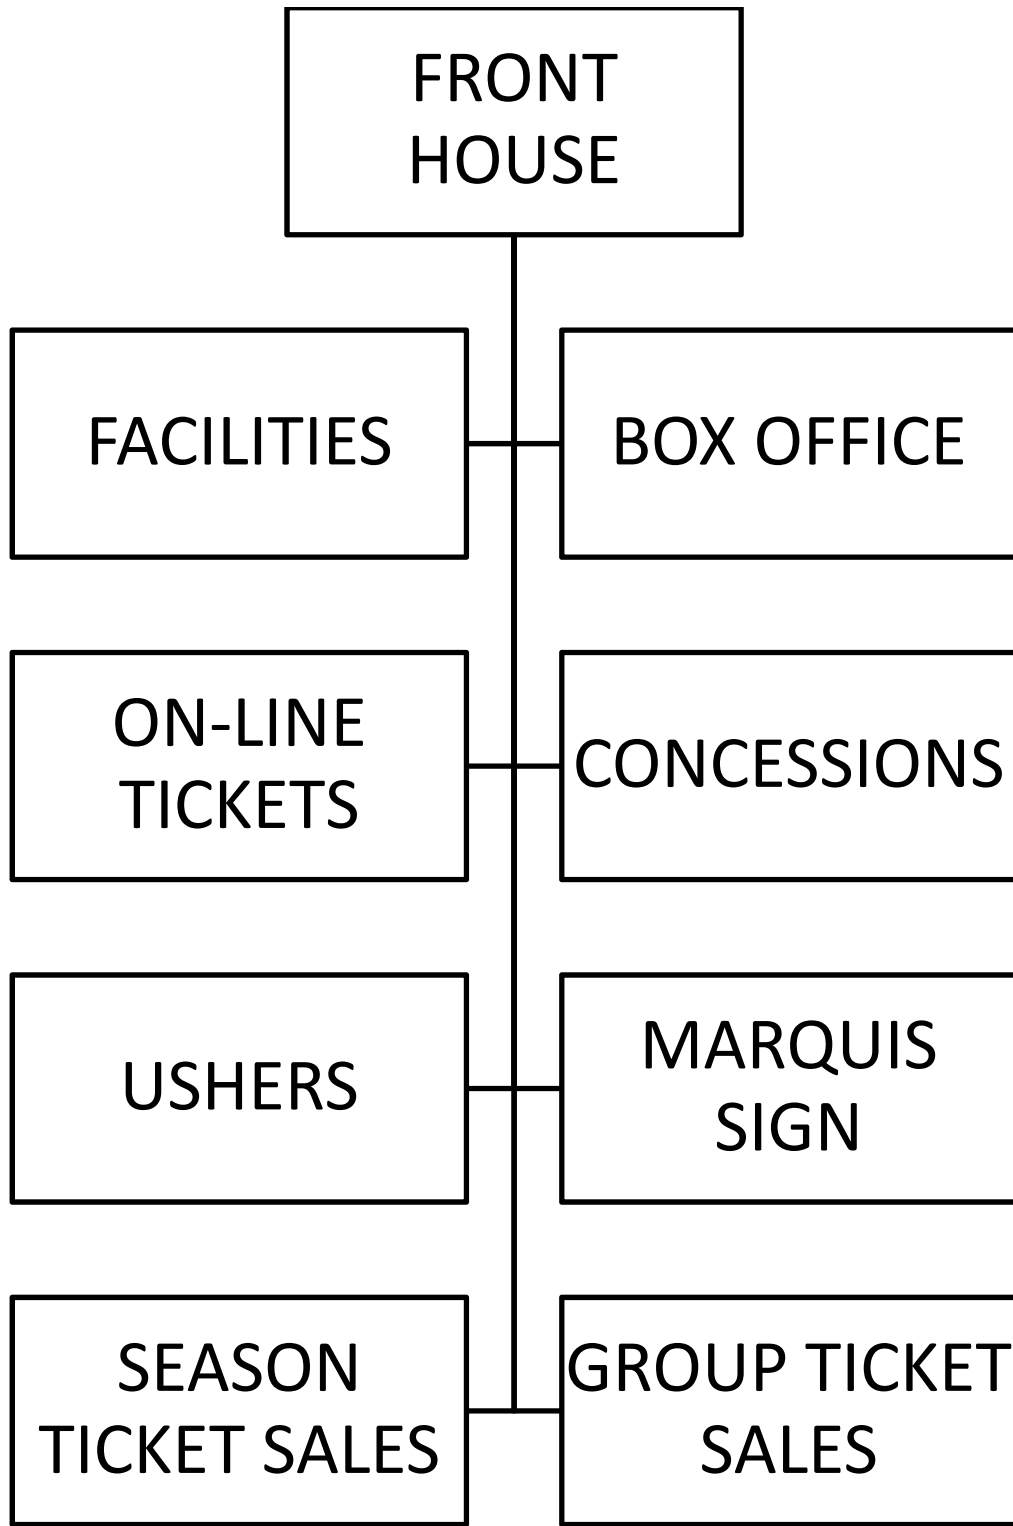 FRONT
HOUSE
FACILITIES
BOX OFFICE
ON-LINE
TICKETS
CONCESSIONS
USHERS
MARQUIS
SIGN
SEASON
TICKET SALES
GROUP TICKET
SALES